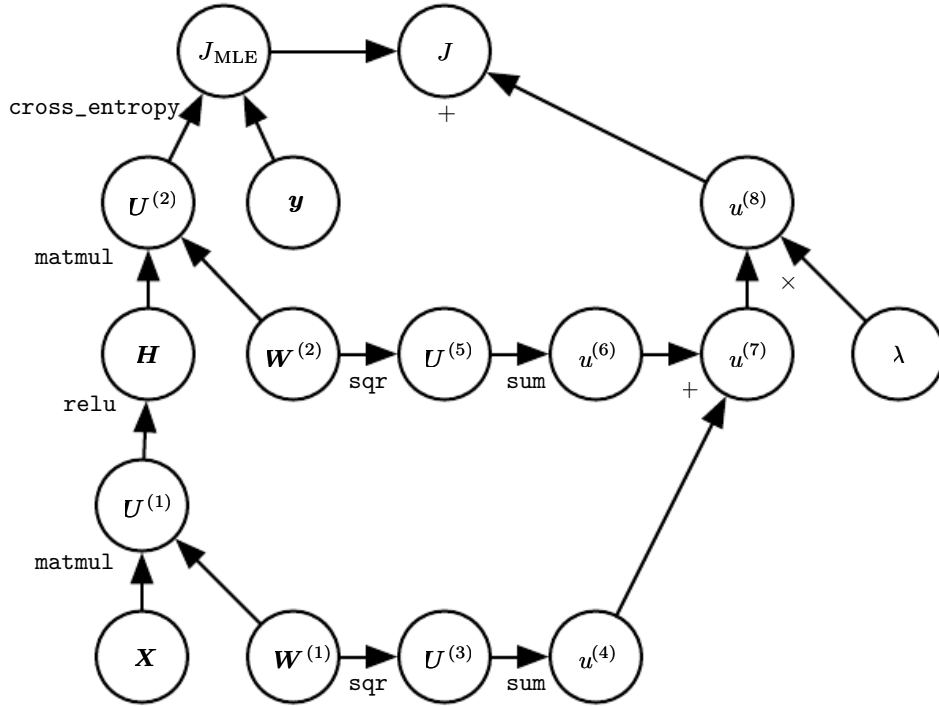 J_MLE J
cross_entropy +
U^(2) y u^(8)
matmul ×
H W^(2) U^(5) u^(6) u^(7) λ
sqr sum +
relu
U^(1)
matmul
X W^(1) U^(3) u^(4)
sqr sum